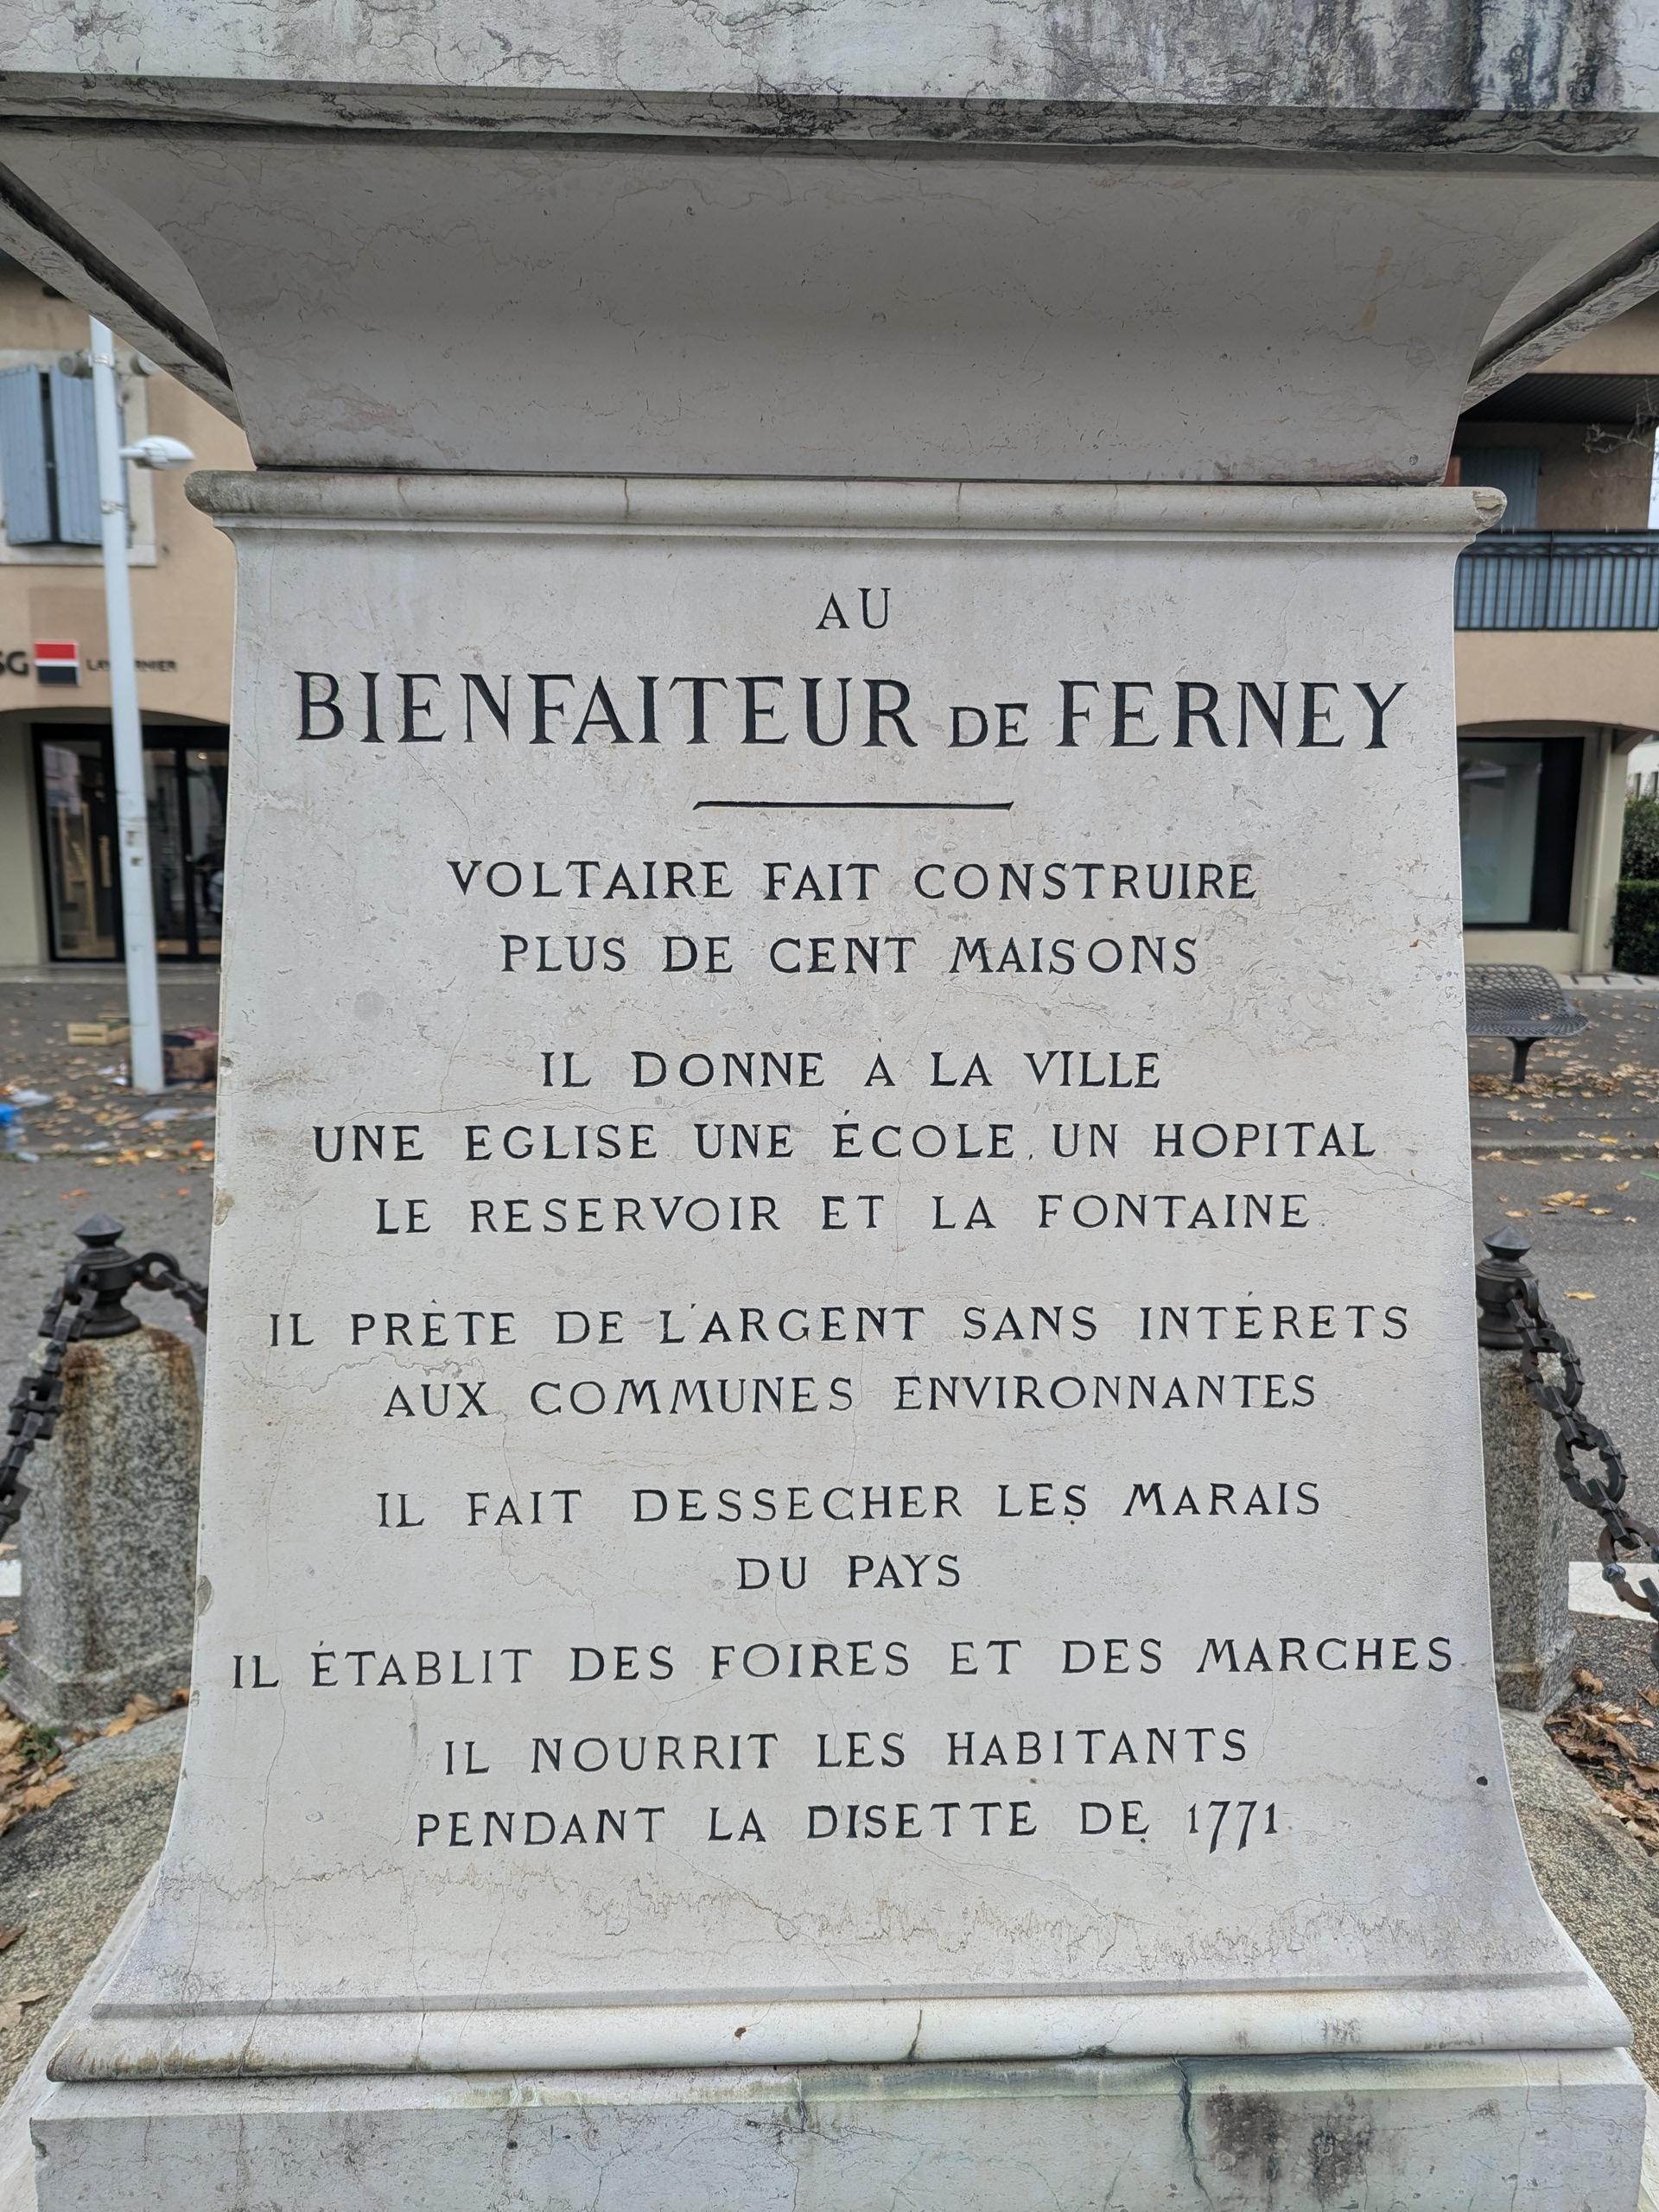 AU
BIENFAITEUR DE FERNEY
VOLTAIRE FAIT CONSTRUIRE
PLUS DE CENT MAISONS
IL DONNE À LA VILLE
UNE EGLISE UNE ÉCOLE, UN HOPITAL
LE RESERVOIR ET LA FONTAINE.
IL PRÊTE DE L'ARGENT SANS INTÉRETS
AUX COMMUNES ENVIRONNANTES
IL FAIT DESSECHER LES MARAIS
DU PAYS
IL ÉTABLIT DES FOIRES ET DES MARCHES.
IL NOURRIT LES HABITANTS
PENDANT LA DISETTE DE 1771.
SG